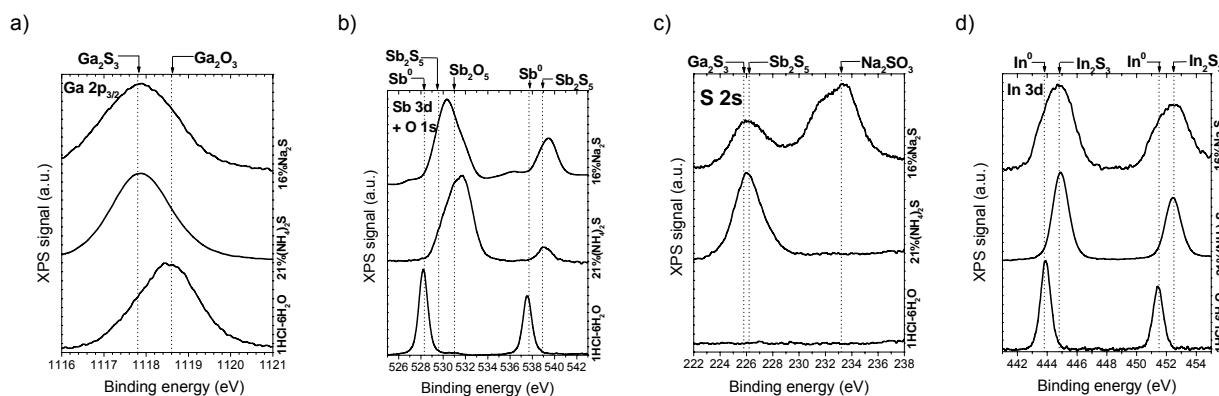 a)
Ga₂S₃
Ga₂O₃
Ga 2p₃/₂
16%Na₂S
21%(NH₄)₂S
1HCl-6H₂O
XPS signal (a.u.)
1116 1117 1118 1119 1120 1121
Binding energy (eV)
b)
Sb₂S₅
Sb⁰
Sb₂O₅
Sb⁰
Sb₂S₅
Sb 3d
+ O 1s
16%Na₂S
21%(NH₄)₂S
1HCl-6H₂O
XPS signal (a.u.)
526 528 530 532 534 536 538 540 542
Binding energy (eV)
c)
Ga₂S₃
Sb₂S₅
Na₂SO₃
S 2s
16%Na₂S
21%(NH₄)₂S
1HCl-6H₂O
XPS signal (a.u.)
222 224 226 228 230 232 234 236 238
Binding energy (eV)
d)
In⁰
In₂S₃
In⁰
In₂S
In 3d
16%Na₂S
XPS signal (a.u.)
442 444 446 448 450 452 454
Binding energy (eV)